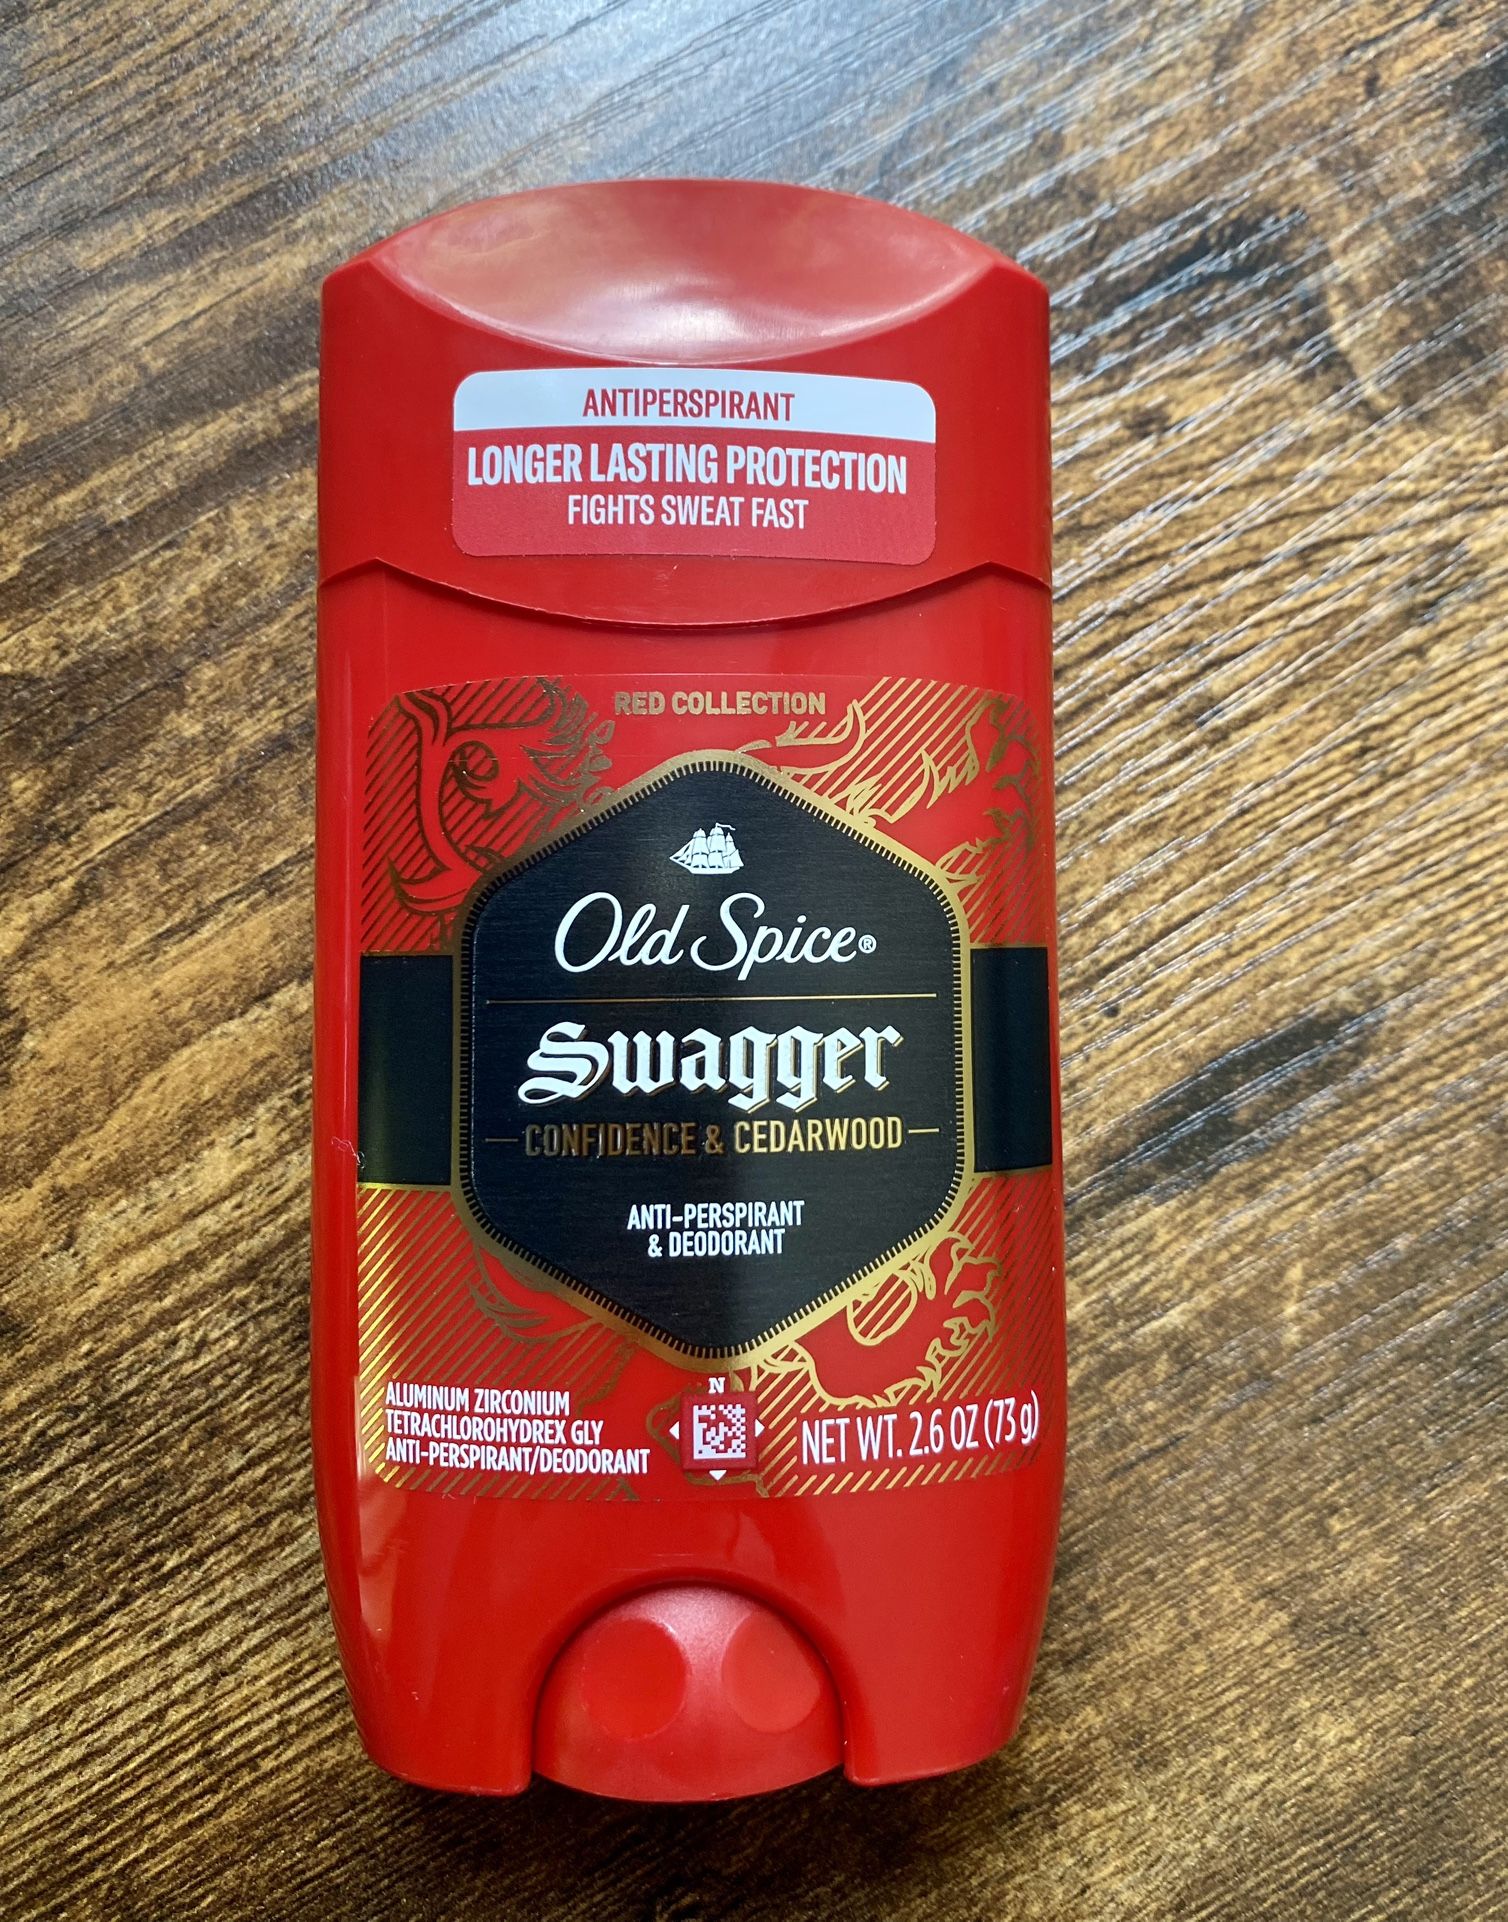 ANTIPERSPIRANT
LONGER LASTING PROTECTION
FIGHTS SWEAT FAST
RED COLLECTION
Old Spice®
Swagger
CONFIDENCE & CEDARWOOD
ANTI-PERSPIRANT
& DEODORANT
ALUMINUM ZIRCONIUM
TETRACHLOROHYDREX GLY
ANTI-PERSPIRANT/DEODORANT
N
NET WT. 2.6 OZ (73 g)